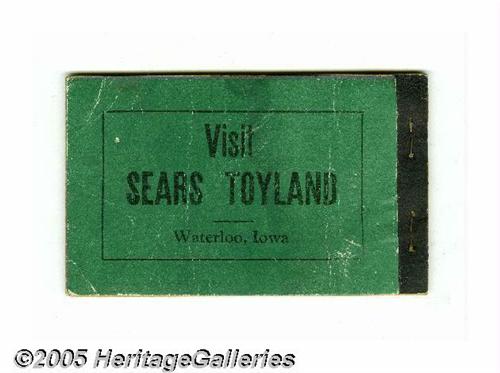 Visit
SEARS TOYLAND
Waterloo, Iowa
©2005 HeritageGalleries